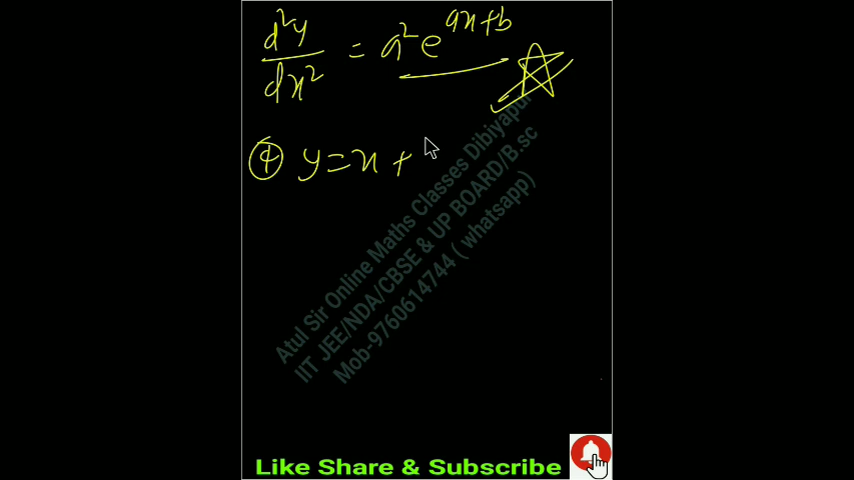 d²y/dx² = a² e^(ax+b)
④ y = x +
Atul Sir Online Maths Classes Dibiyapur
IIT JEE/NDA/CBSE & UP BOARD/B.sc
Mob-9760614744 ( whatsapp)
Like Share & Subscribe